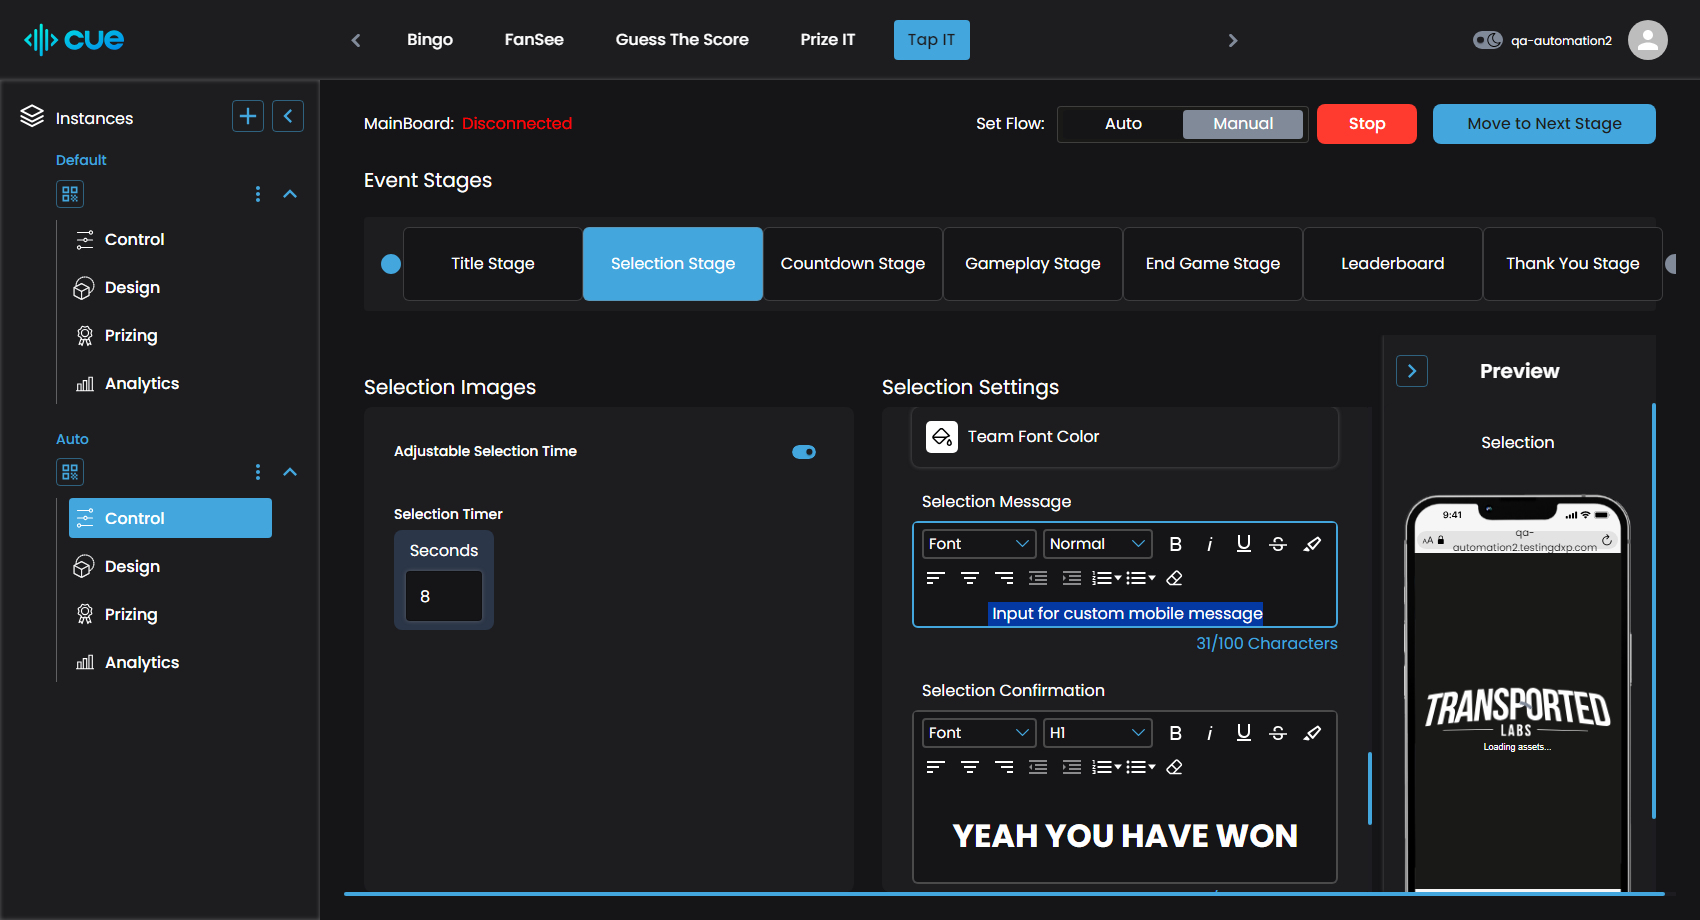 cue
Bingo
FanSee
Guess The Score
Prize IT
Tap IT
qa-automation2
Instances
Default
Control
Design
Prizing
Analytics
Auto
Control
Design
Prizing
Analytics
MainBoard: Disconnected
Set Flow:
Auto
Manual
Stop
Move to Next Stage
Event Stages
Title Stage
Selection Stage
Countdown Stage
Gameplay Stage
End Game Stage
Leaderboard
Thank You Stage
Selection Images
Adjustable Selection Time
Selection Timer
Seconds
8
Selection Settings
Team Font Color
Selection Message
Font
Normal
B
i
U
S
Input for custom mobile message
31/100 Characters
Selection Confirmation
Font
H1
B
i
U
S
YEAH YOU HAVE WON
Preview
Selection
9:41
AA
qa-
automation2.testingdxp.com
TRANSPORTED
LABS
Loading assets...